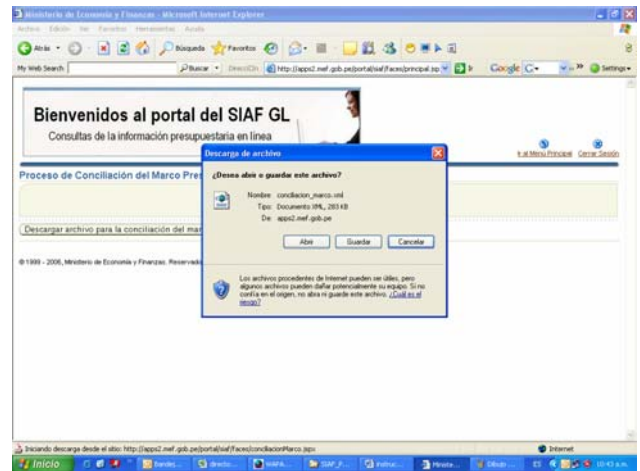 Ministerio de Economía y Finanzas - Microsoft Internet Explorer
Archivo Edición Ver Favoritos Herramientas Ayuda
Atrás Búsqueda Favoritos
My Web Search Buscar Dirección http://apps2.mef.gob.pe/portal/siaf/faces/principal.jsp Ir Google G Settings
Bienvenidos al portal del SIAF GL
Consultas de la información presupuestaria en línea
Ir al Menú Principal Cerrar Sesión
Descarga de archivo
Proceso de Conciliación del Marco Pre
¿Desea abrir o guardar este archivo?
Nombre: conciliacion_marco.xml
Tipo: Documento XML, 283 KB
De: apps2.mef.gob.pe
Descargar archivo para la conciliación del mar
Abrir Guardar Cancelar
© 1999 - 2006, Ministerio de Economía y Finanzas. Reservado
Los archivos procedentes de Internet pueden ser útiles, pero
algunos archivos pueden dañar potencialmente su equipo. Si no
confía en el origen, no abra ni guarde este archivo. ¿Cuál es el
riesgo?
Iniciando descarga desde el sitio: http://apps2.mef.gob.pe/portal/siaf/faces/conciliacionMarco.jspx
Internet
Inicio
ES 10:43 a.m.